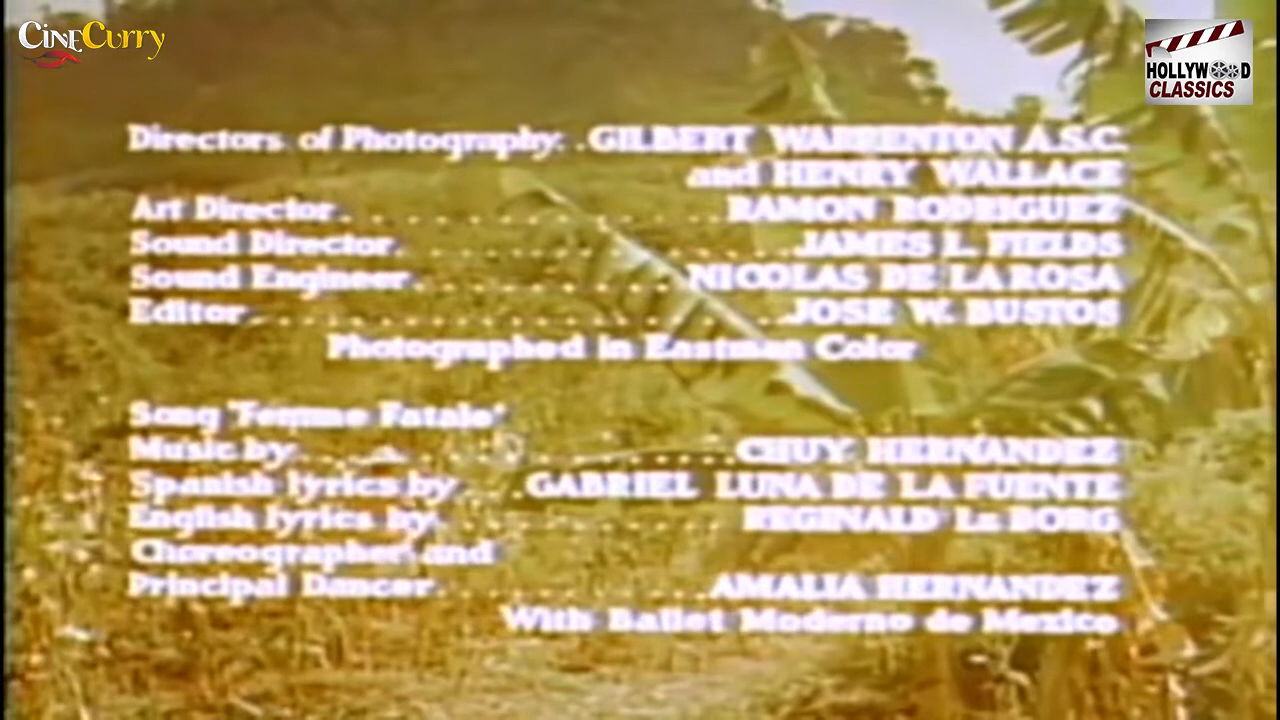 CINECURRY
HOLLYWOOD
CLASSICS
Directors of Photography. . GILBERT WARRENTON A.S.C.
and HENRY WALLACE
Art Director . . . . . . . . . . . . . . . RAMON RODRIGUEZ
Sound Director. . . . . . . . . . . . . . . . JAMES L. FIELDS
Sound Engineer . . . . . . . . . . . NICOLAS DE LA ROSA
Editor . . . . . . . . . . . . . . . . . . . . . JOSE W. BUSTOS
Photographed in Eastman Color
Song "Femme Fatale"
Music by . . . . . . . . . . . . . . . . . CHUY HERNANDEZ
Spanish lyrics by . . . GABRIEL LUNA DE LA FUENTE
English lyrics by . . . . . . . . . . . . REGINALD Le BORG
Choreographer and
Principal Dancer . . . . . . . . . . . AMALIA HERNANDEZ
With Ballet Moderno de Mexico